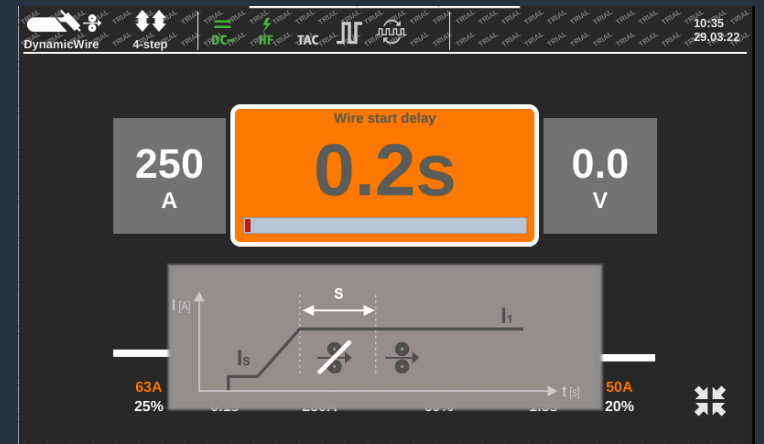 DynamicWire
4-step
DC-
HF
TAC
10:35
29.03.22
250
A
Wire start delay
0.2s
0.0
V
I [A]
S
Is
I₁
t [s]
63A
25%
50A
20%
TRIAL